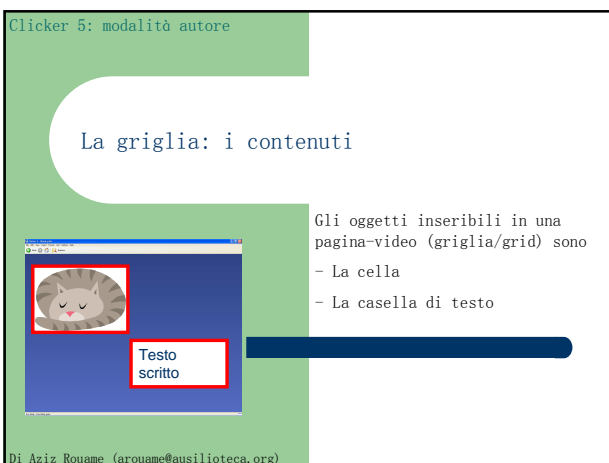 Clicker 5: modalità autore
La griglia: i contenuti
Gli oggetti inseribili in una
pagina-video (griglia/grid) sono
- La cella
- La casella di testo
Testo
scritto
Di Aziz Rouame (arouame@ausilioteca.org)